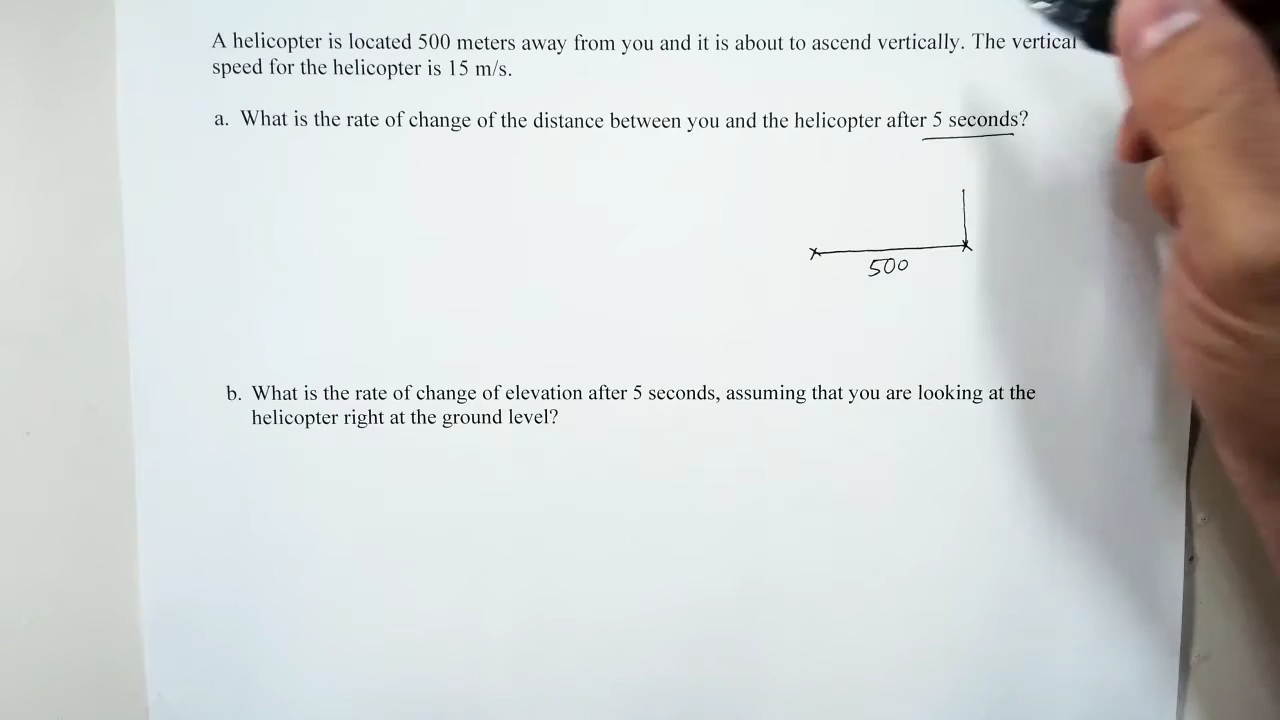 A helicopter is located 500 meters away from you and it is about to ascend vertically. The vertical
speed for the helicopter is 15 m/s.
a. What is the rate of change of the distance between you and the helicopter after 5 seconds?
500
b. What is the rate of change of elevation after 5 seconds, assuming that you are looking at the
helicopter right at the ground level?